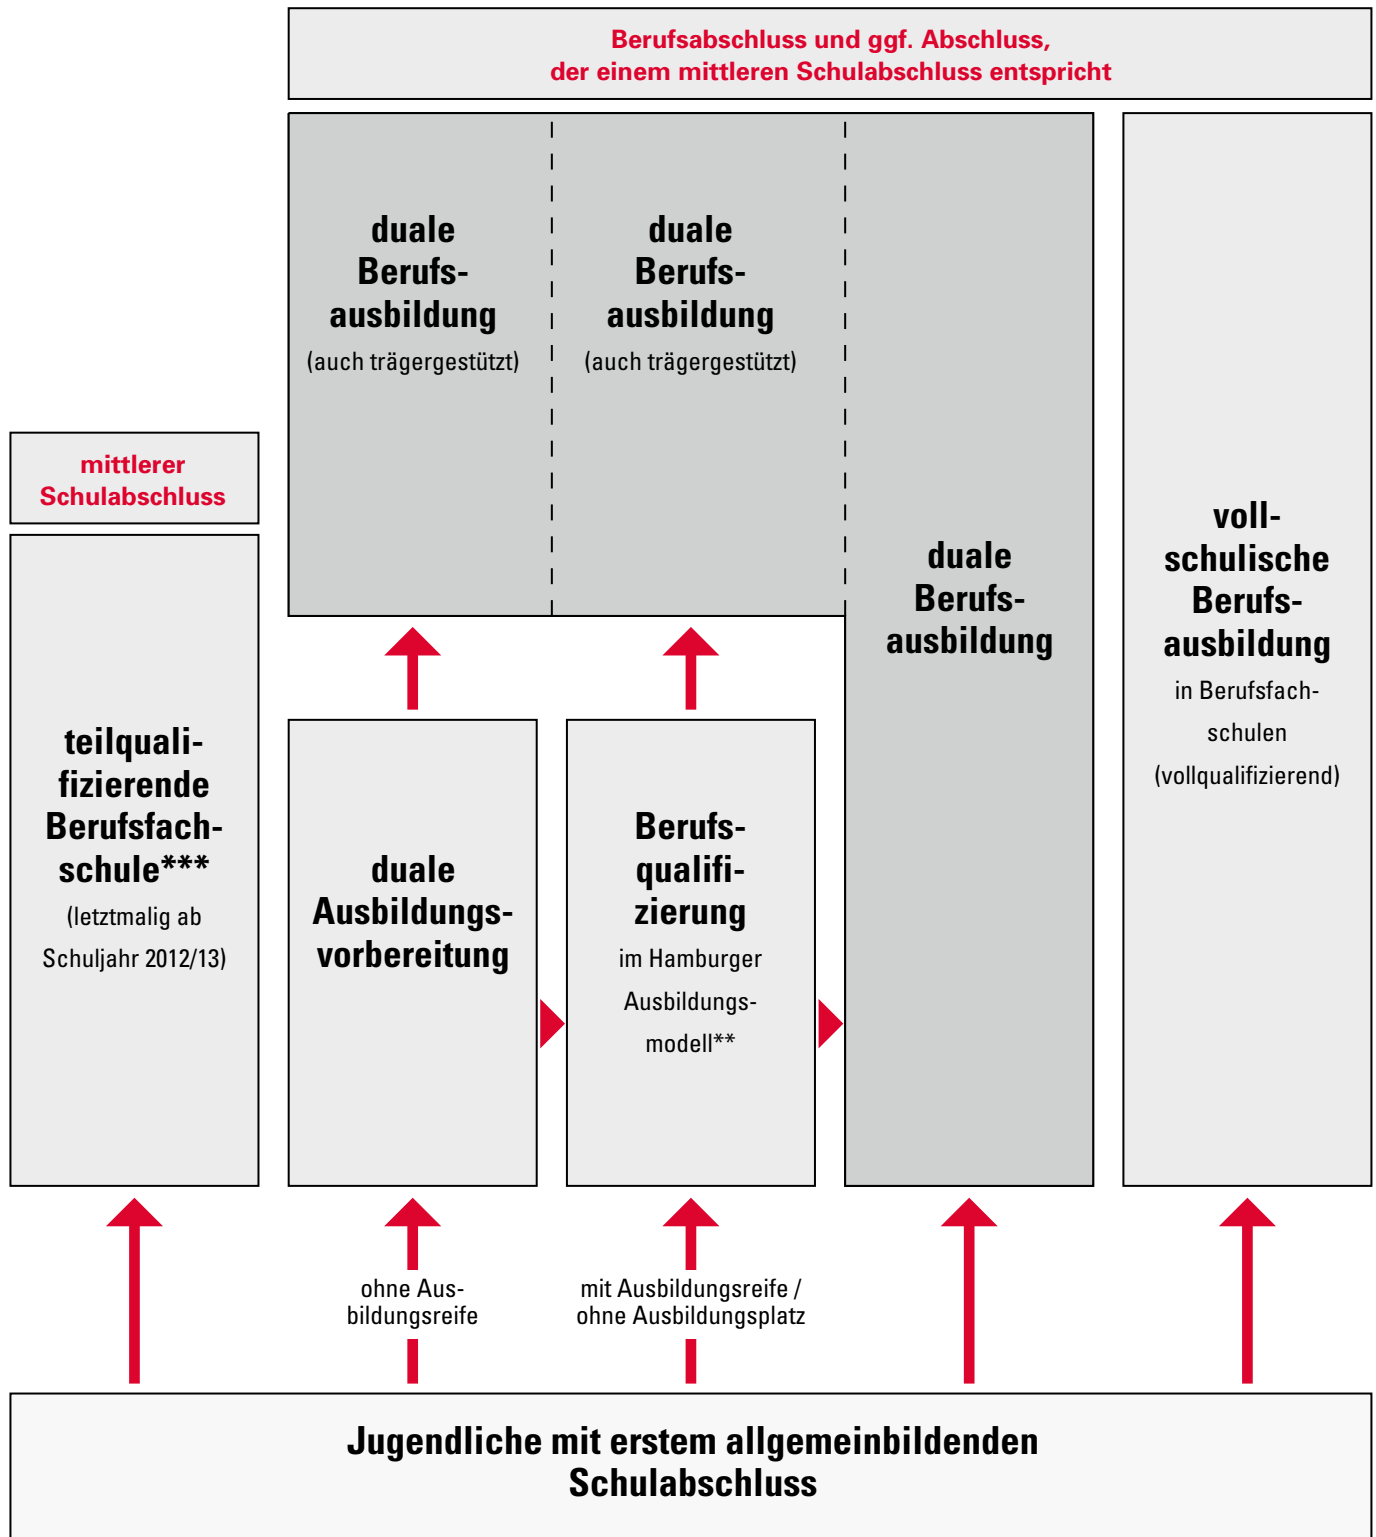 Berufsabschluss und ggf. Abschluss,
der einem mittleren Schulabschluss entspricht
duale
Berufs-
ausbildung
(auch trägergestützt)
duale
Berufs-
ausbildung
(auch trägergestützt)
mittlerer
Schulabschluss
teilquali-
fizierende
Berufsfach-
schule***
(letztmalig ab
Schuljahr 2012/13)
duale
Ausbildungs-
vorbereitung
Berufs-
qualifi-
zierung
im Hamburger
Ausbildungs-
modell**
duale
Berufs-
ausbildung
voll-
schulische
Berufs-
ausbildung
in Berufsfach-
schulen
(vollqualifizierend)
ohne Aus-
bildungsreife
mit Ausbildungsreife /
ohne Ausbildungsplatz
Jugendliche mit erstem allgemeinbildenden
Schulabschluss